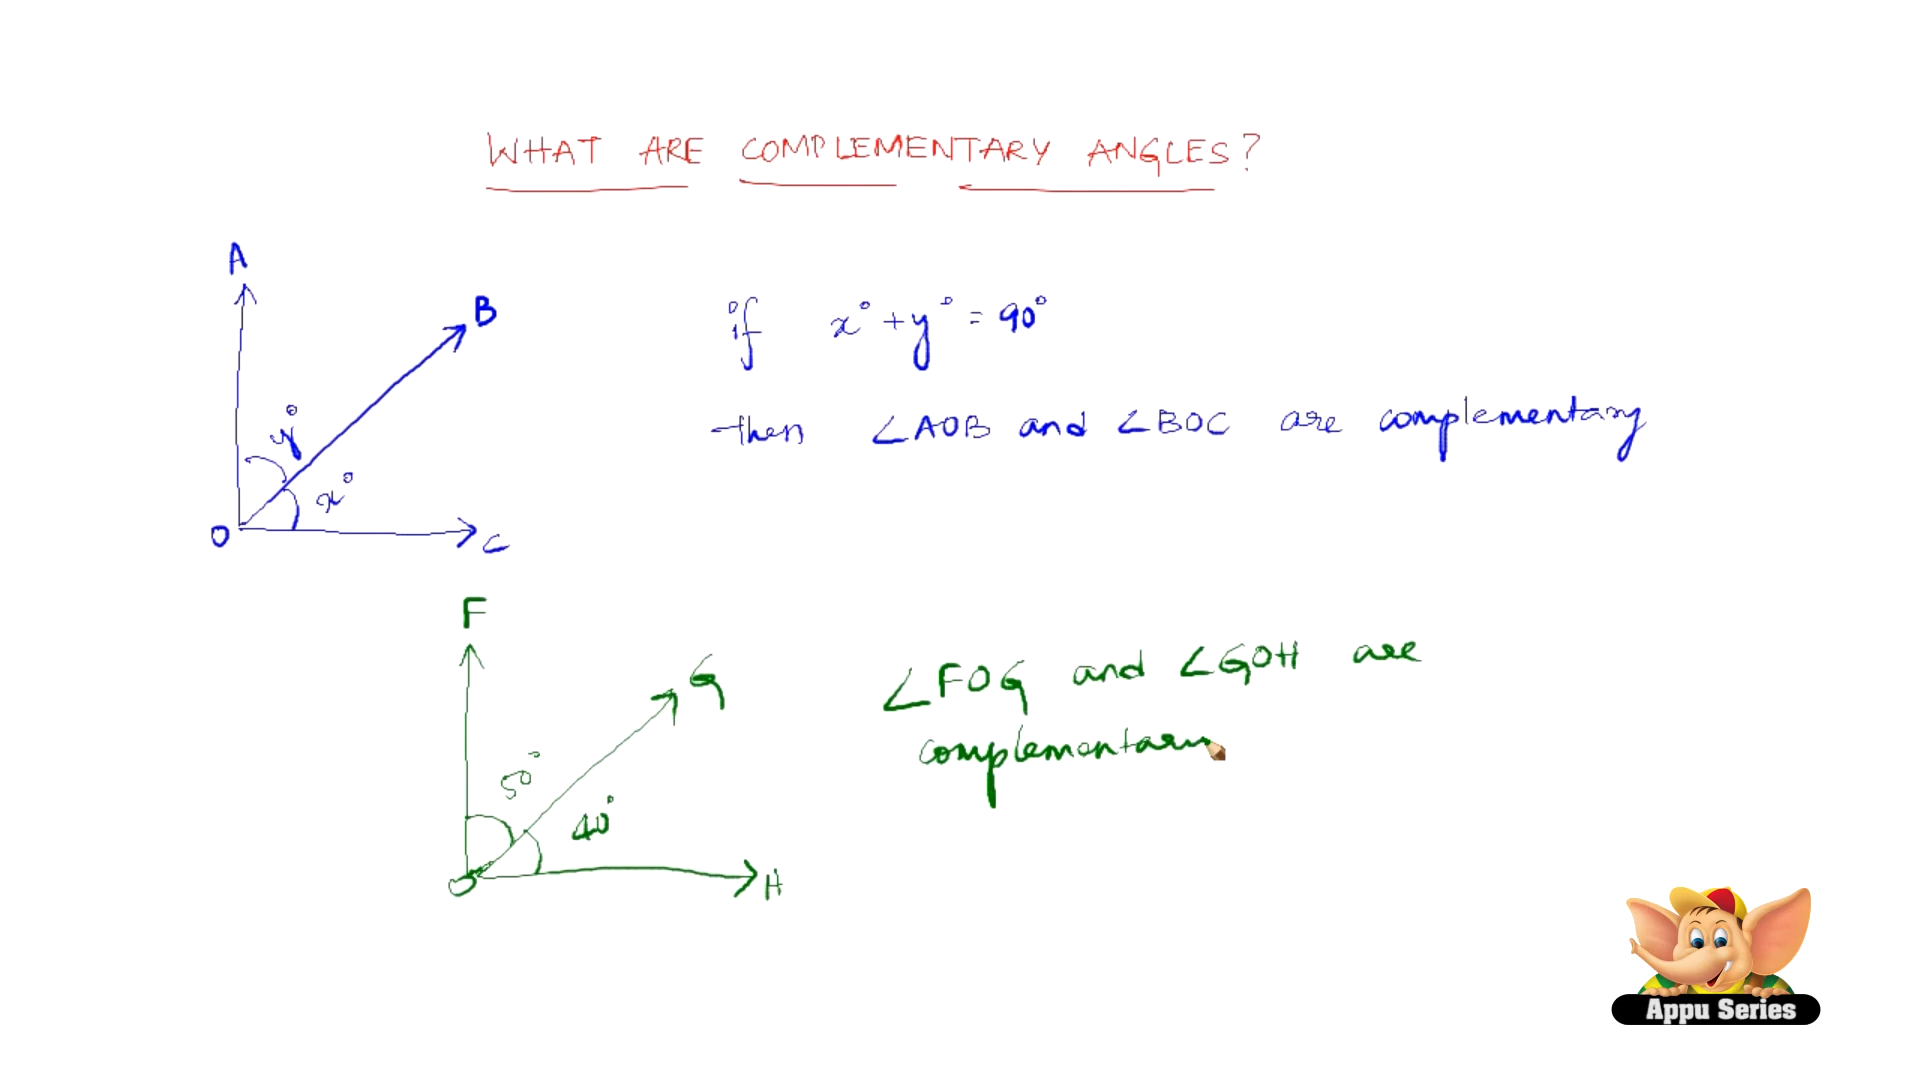 WHAT ARE COMPLEMENTARY ANGLES?
A
B
if x° + y° = 90°
y°
then ∠AOB and ∠BOC are complementary
x°
O
C
F
G
∠FOG and ∠GOH are
complementary
50°
40°
O
H
Appu Series